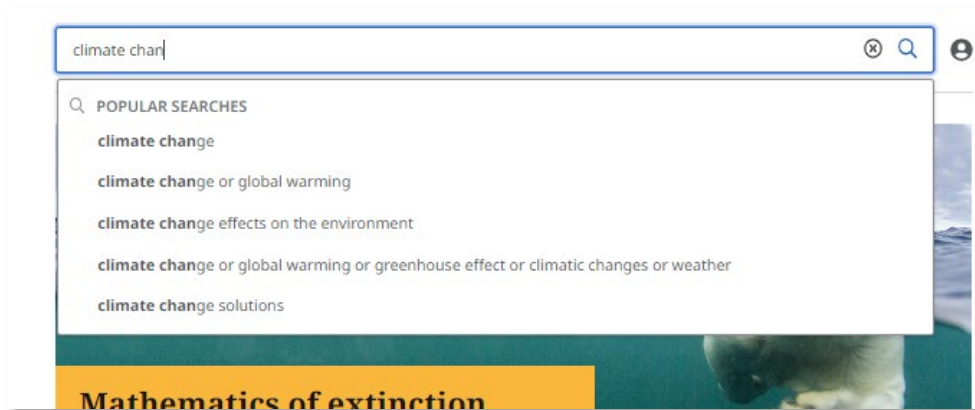 climate chan
POPULAR SEARCHES
climate change
climate change or global warming
climate change effects on the environment
climate change or global warming or greenhouse effect or climatic changes or weather
climate change solutions
Mathematics of extinction